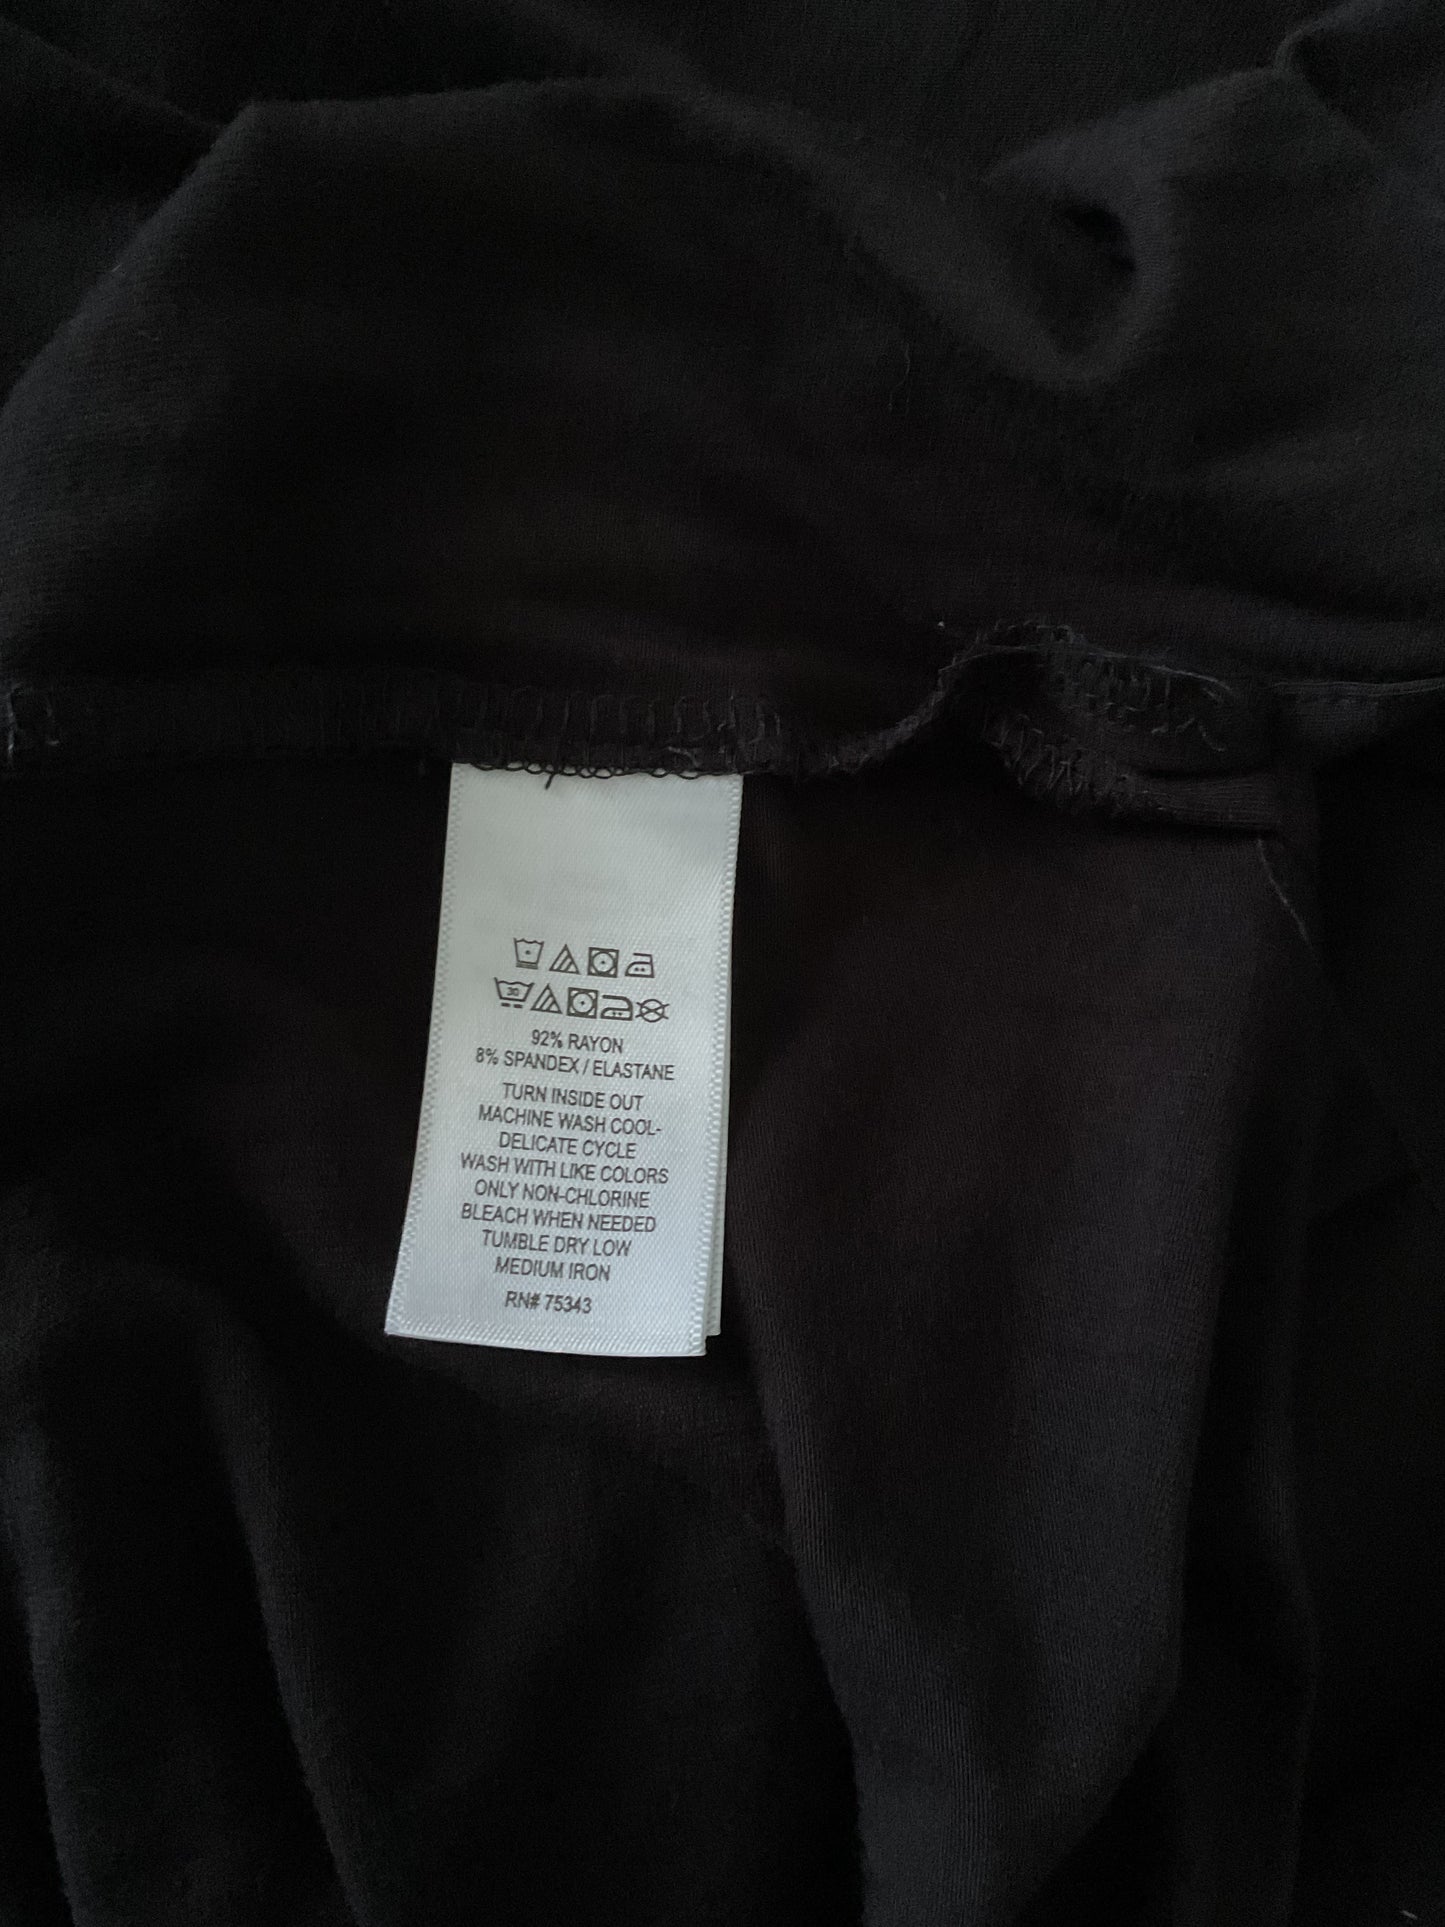 30
92% RAYON
8% SPANDEX / ELASTANE
TURN INSIDE OUT
MACHINE WASH COOL-
DELICATE CYCLE
WASH WITH LIKE COLORS
ONLY NON-CHLORINE
BLEACH WHEN NEEDED
TUMBLE DRY LOW
MEDIUM IRON
RN# 75343